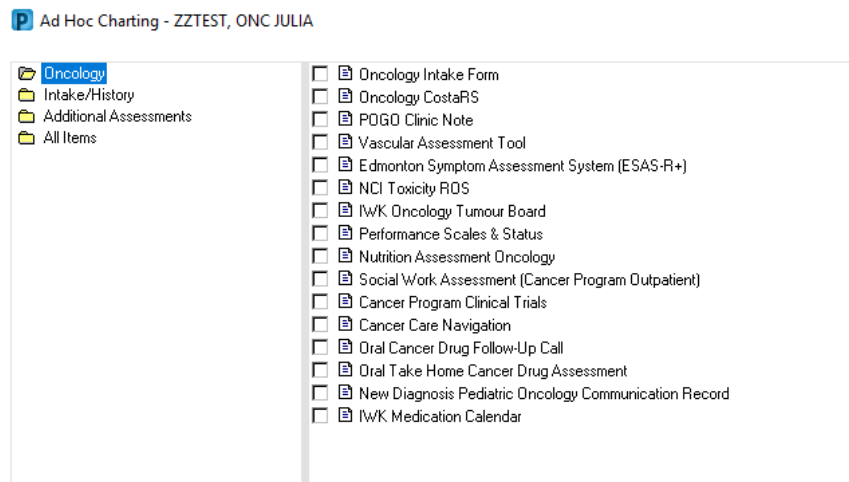 P Ad Hoc Charting - ZZTEST, ONC JULIA
Oncology
Intake/History
Additional Assessments
All Items
Oncology Intake Form
Oncology CostaRS
POGO Clinic Note
Vascular Assessment Tool
Edmonton Symptom Assessment System (ESAS-R+)
NCI Toxicity ROS
IWK Oncology Tumour Board
Performance Scales & Status
Nutrition Assessment Oncology
Social Work Assessment (Cancer Program Outpatient)
Cancer Program Clinical Trials
Cancer Care Navigation
Oral Cancer Drug Follow-Up Call
Oral Take Home Cancer Drug Assessment
New Diagnosis Pediatric Oncology Communication Record
IWK Medication Calendar